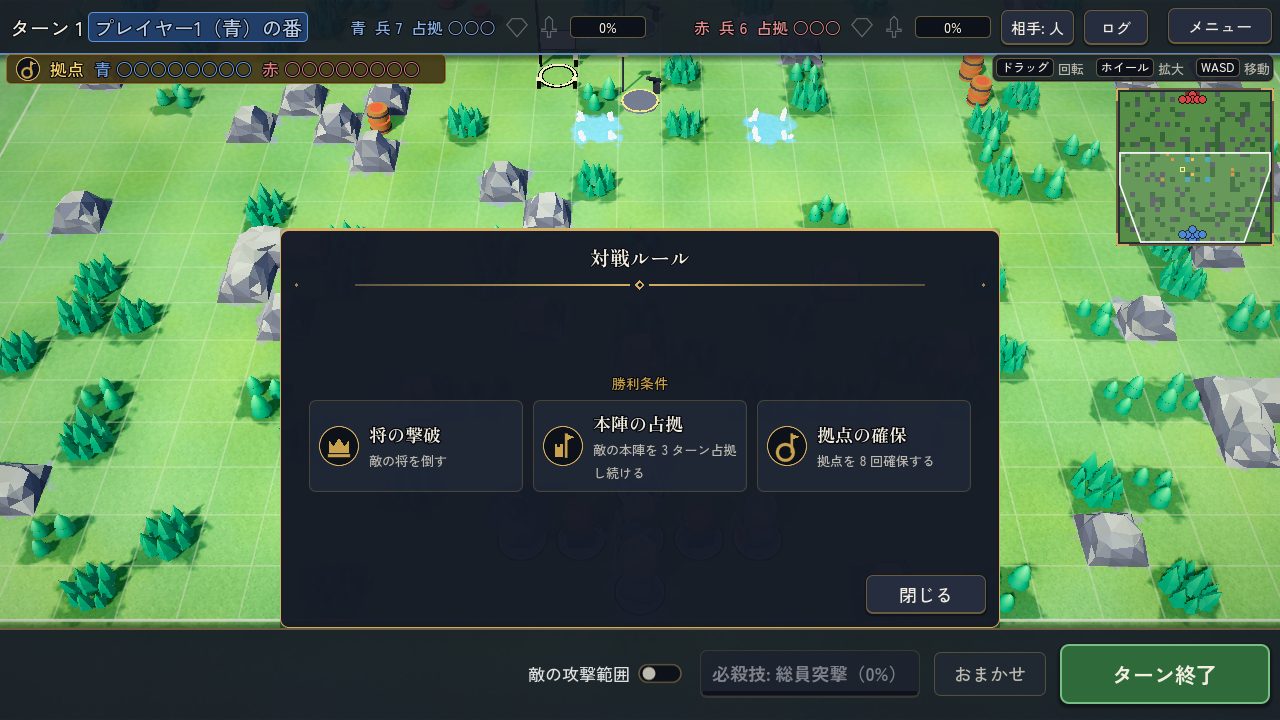 ターン 1 プレイヤー1（青）の番 青 兵 7 占拠 〇〇〇 0% 赤 兵 6 占拠 〇〇〇 0% 相手: 人 ログ メニュー
拠点 青 〇〇〇〇〇〇〇〇 赤 〇〇〇〇〇〇〇〇 ドラッグ 回転 ホイール 拡大 WASD 移動
対戦ルール
勝利条件
将の撃破
敵の将を倒す
本陣の占拠
敵の本陣を 3 ターン占拠
し続ける
拠点の確保
拠点を 8 回確保する
閉じる
敵の攻撃範囲 必殺技: 総員突撃（0%） おまかせ ターン終了